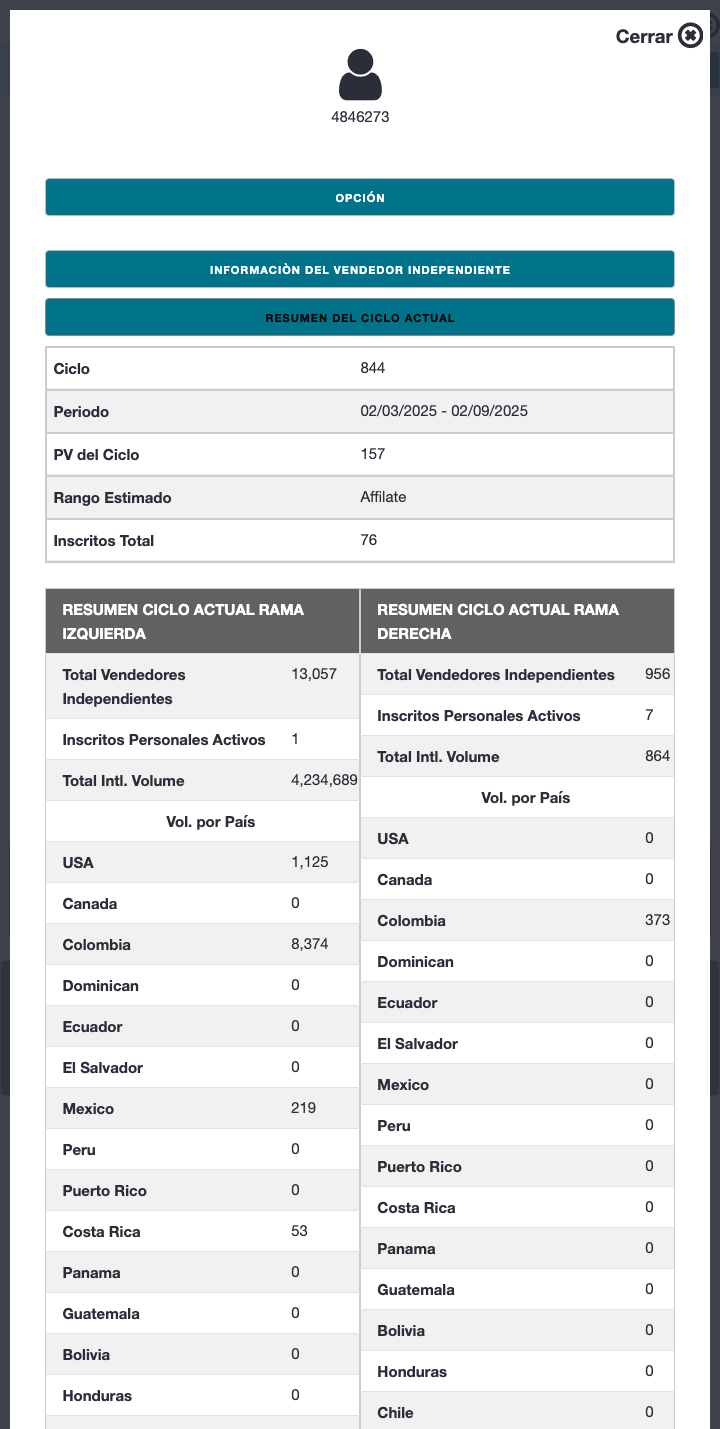 Cerrar
4846273
OPCIÓN
INFORMACIÒN DEL VENDEDOR INDEPENDIENTE
RESUMEN DEL CICLO ACTUAL
Ciclo 844
Periodo 02/03/2025 - 02/09/2025
PV del Ciclo 157
Rango Estimado Affilate
Inscritos Total 76
RESUMEN CICLO ACTUAL RAMA
IZQUIERDA
Total Vendedores 13,057
Independientes
Inscritos Personales Activos 1
Total Intl. Volume 4,234,689
Vol. por País
USA 1,125
Canada 0
Colombia 8,374
Dominican 0
Ecuador 0
El Salvador 0
Mexico 219
Peru 0
Puerto Rico 0
Costa Rica 53
Panama 0
Guatemala 0
Bolivia 0
Honduras 0
RESUMEN CICLO ACTUAL RAMA
DERECHA
Total Vendedores Independientes 956
Inscritos Personales Activos 7
Total Intl. Volume 864
Vol. por País
USA 0
Canada 0
Colombia 373
Dominican 0
Ecuador 0
El Salvador 0
Mexico 0
Peru 0
Puerto Rico 0
Costa Rica 0
Panama 0
Guatemala 0
Bolivia 0
Honduras 0
Chile 0